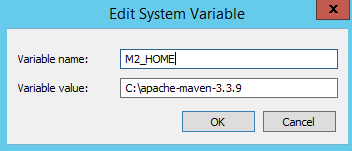 Edit System Variable
x
Variable name: M2_HOME
Variable value: C:\apache-maven-3.3.9
OK Cancel